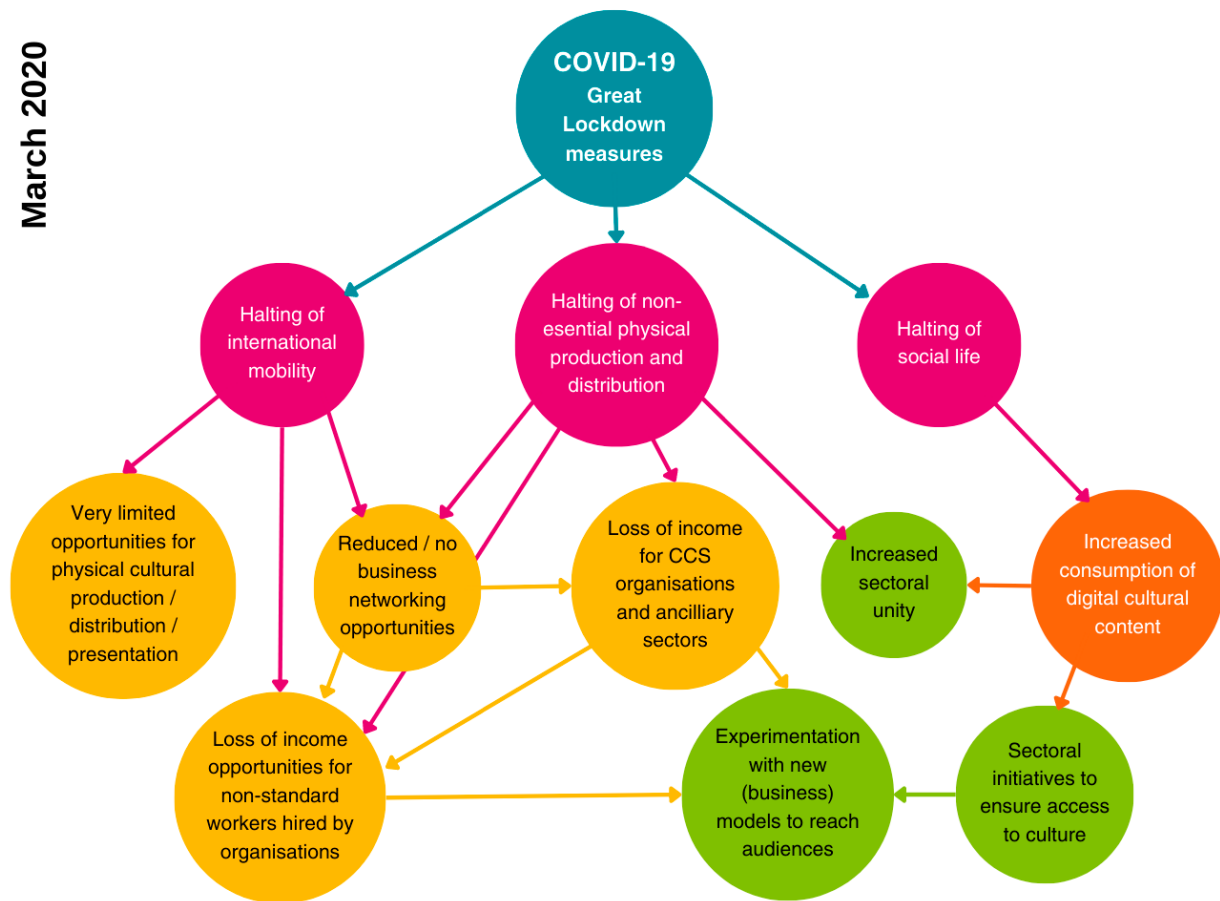 March 2020
COVID-19
Great
Lockdown
measures
Halting of
international
mobility
Halting of non-
esential physical
production and
distribution
Halting of
social life
Very limited
opportunities for
physical cultural
production /
distribution /
presentation
Reduced / no
business
networking
opportunities
Loss of income
for CCS
organisations
and ancilliary
sectors
Increased
sectoral
unity
Increased
consumption of
digital cultural
content
Loss of income
opportunities for
non-standard
workers hired by
organisations
Experimentation
with new
(business)
models to reach
audiences
Sectoral
initiatives to
ensure access
to culture